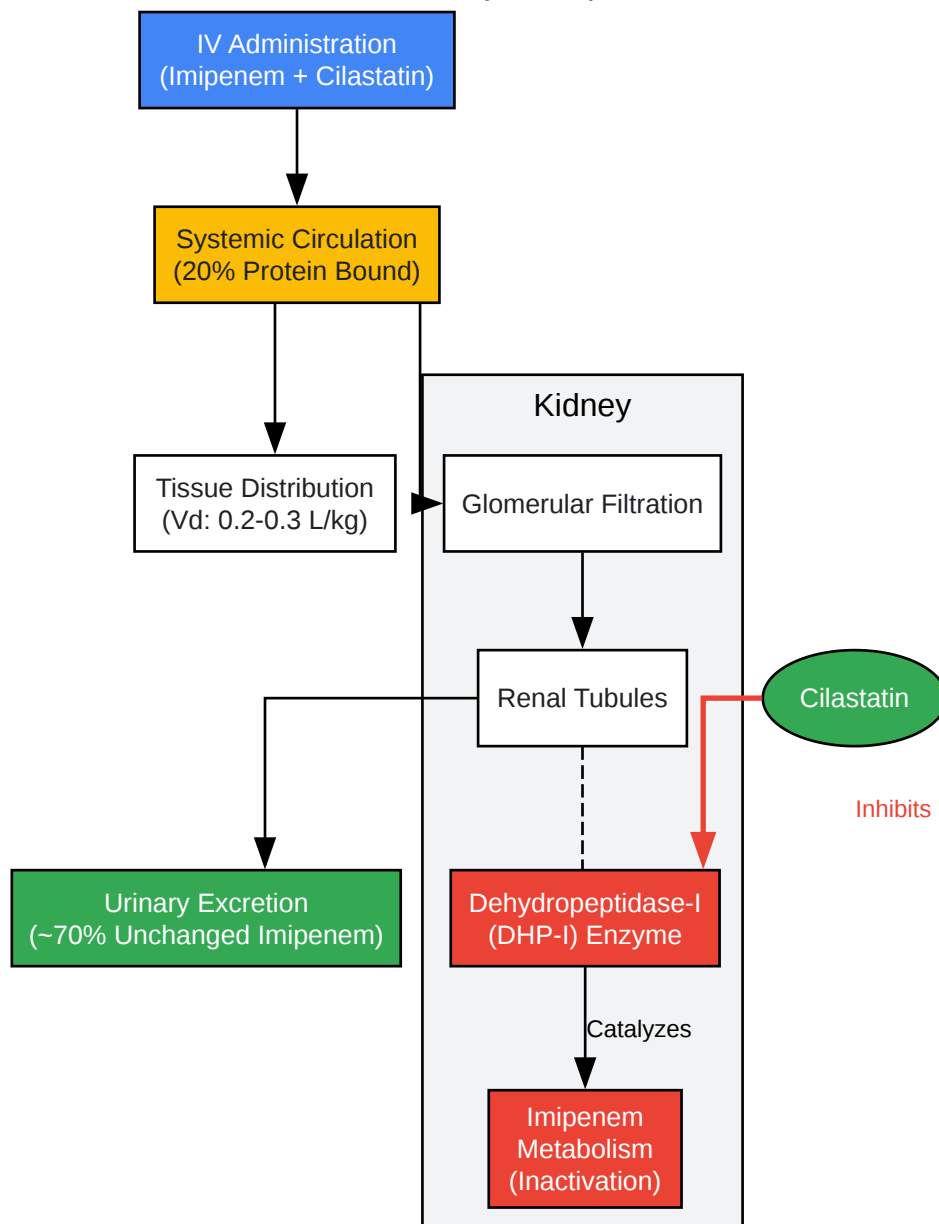 IV Administration
(Imipenem + Cilastatin)
Systemic Circulation
(20% Protein Bound)
Kidney
Tissue Distribution
(Vd: 0.2-0.3 L/kg)
Glomerular Filtration
Renal Tubules
Cilastatin
Inhibits
Urinary Excretion
(~70% Unchanged Imipenem)
Dehydropeptidase-I
(DHP-I) Enzyme
Catalyzes
Imipenem
Metabolism
(Inactivation)